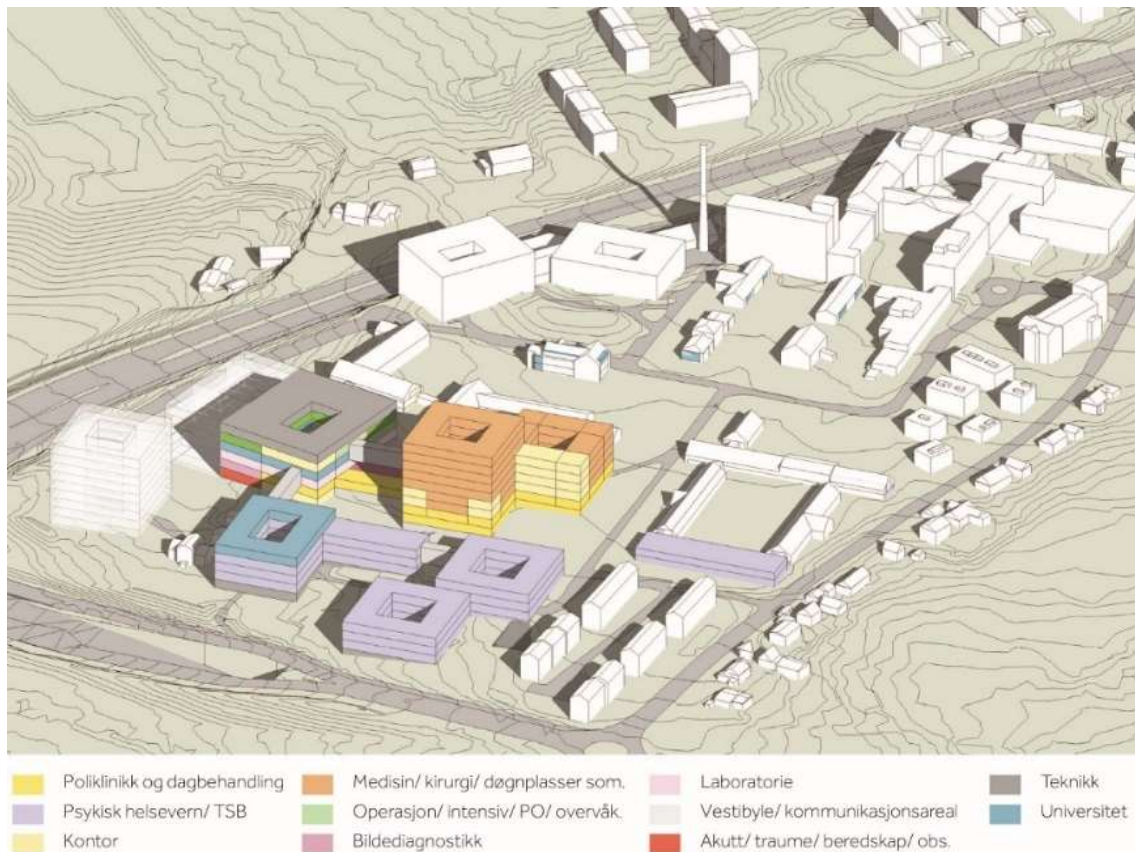 Poliklinikk og dagbehandling
Psykisk helsevern/ TSB
Kontor
Medisin/ kirurgi/ døgnplasser som.
Operasjon/ intensiv/ PO/ overvåk.
Bildediagnostikk
Laboratorie
Vestibyle/ kommunikasjonsareal
Akutt/ traume/ beredskap/ obs.
Teknikk
Universitet